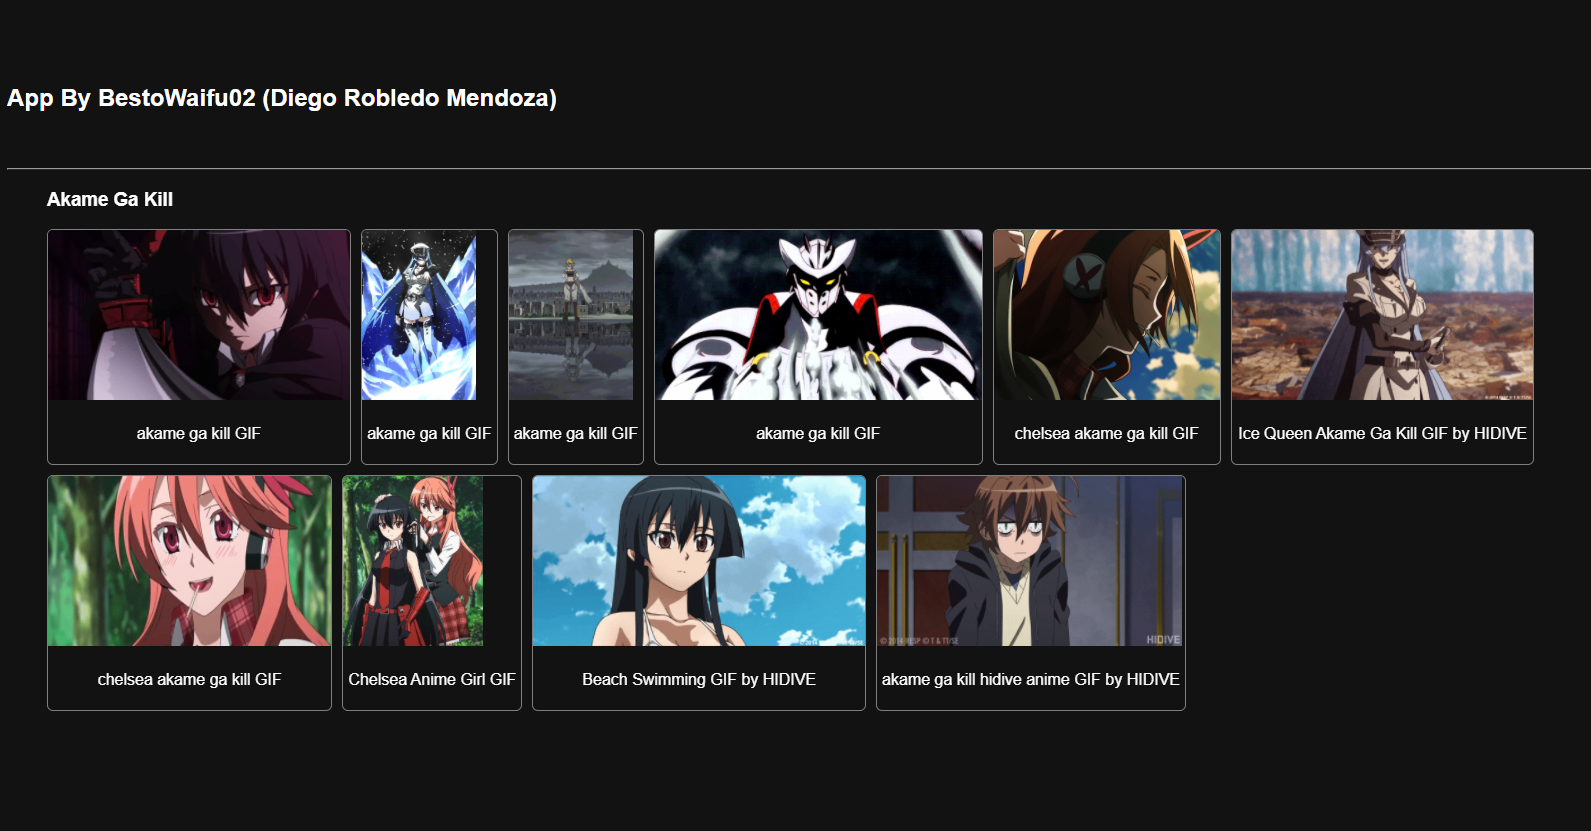 App By BestoWaifu02 (Diego Robledo Mendoza)
Akame Ga Kill
akame ga kill GIF
akame ga kill GIF
akame ga kill GIF
akame ga kill GIF
chelsea akame ga kill GIF
Ice Queen Akame Ga Kill GIF by HIDIVE
© 2014 RESP © T & T/SE
HIDIVE
chelsea akame ga kill GIF
Chelsea Anime Girl GIF
Beach Swimming GIF by HIDIVE
akame ga kill hidive anime GIF by HIDIVE